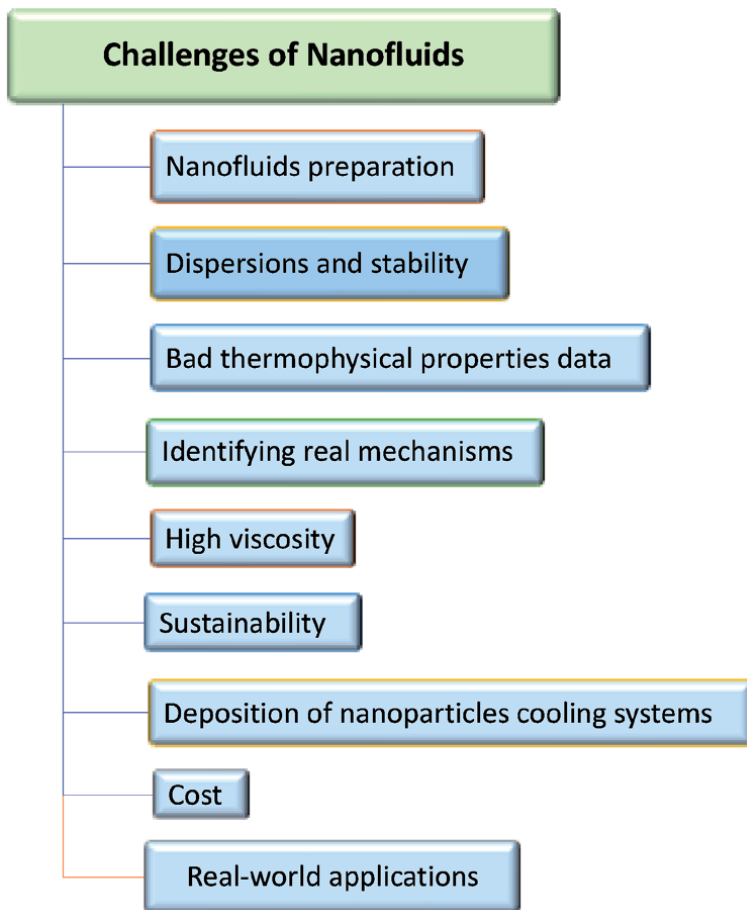 Challenges of Nanofluids
Nanofluids preparation
Dispersions and stability
Bad thermophysical properties data
Identifying real mechanisms
High viscosity
Sustainability
Deposition of nanoparticles cooling systems
Cost
Real-world applications